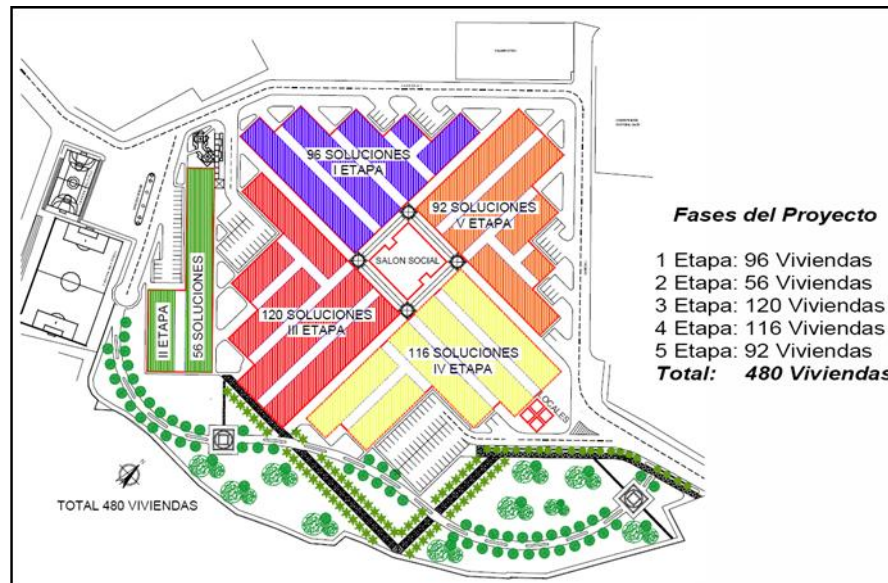 96 SOLUCIONES
I ETAPA
92 SOLUCIONES
V ETAPA
SALON SOCIAL
II ETAPA
56 SOLUCIONES
120 SOLUCIONES
III ETAPA
116 SOLUCIONES
IV ETAPA
LOCALES
TOTAL 480 VIVIENDAS
Fases del Proyecto
1 Etapa: 96 Viviendas
2 Etapa: 56 Viviendas
3 Etapa: 120 Viviendas
4 Etapa: 116 Viviendas
5 Etapa: 92 Viviendas
Total: 480 Viviendas